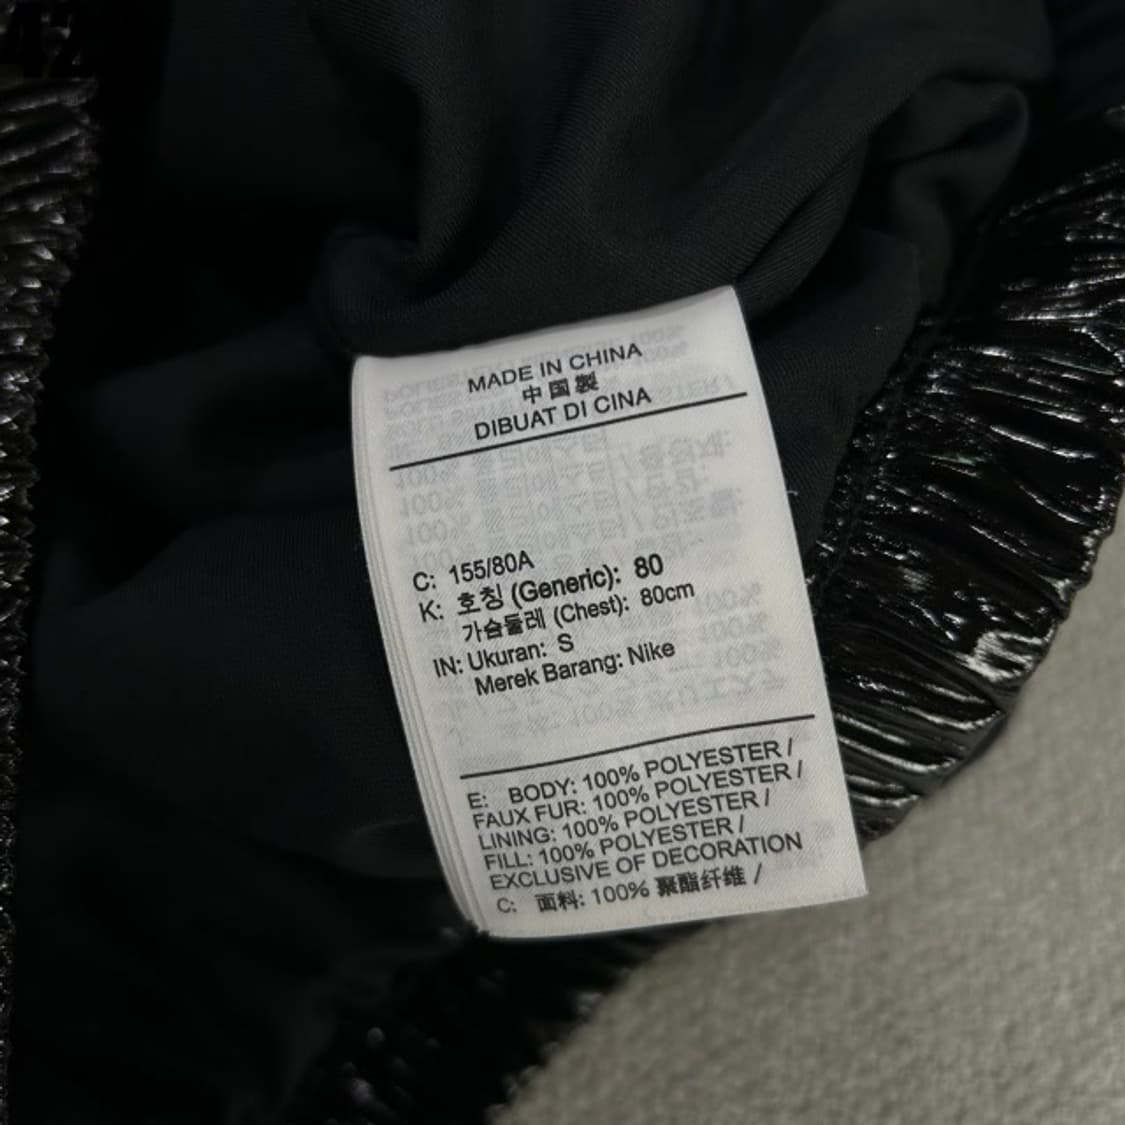 MADE IN CHINA
中国製
DIBUAT DI CINA
C: 155/80A
K: 호칭 (Generic): 80
가슴둘레 (Chest): 80cm
IN: Ukuran: S
Merek Barang: Nike
E: BODY: 100% POLYESTER /
FAUX FUR: 100% POLYESTER /
LINING: 100% POLYESTER /
FILL: 100% POLYESTER /
EXCLUSIVE OF DECORATION
C: 面料: 100% 聚酯纤维 /